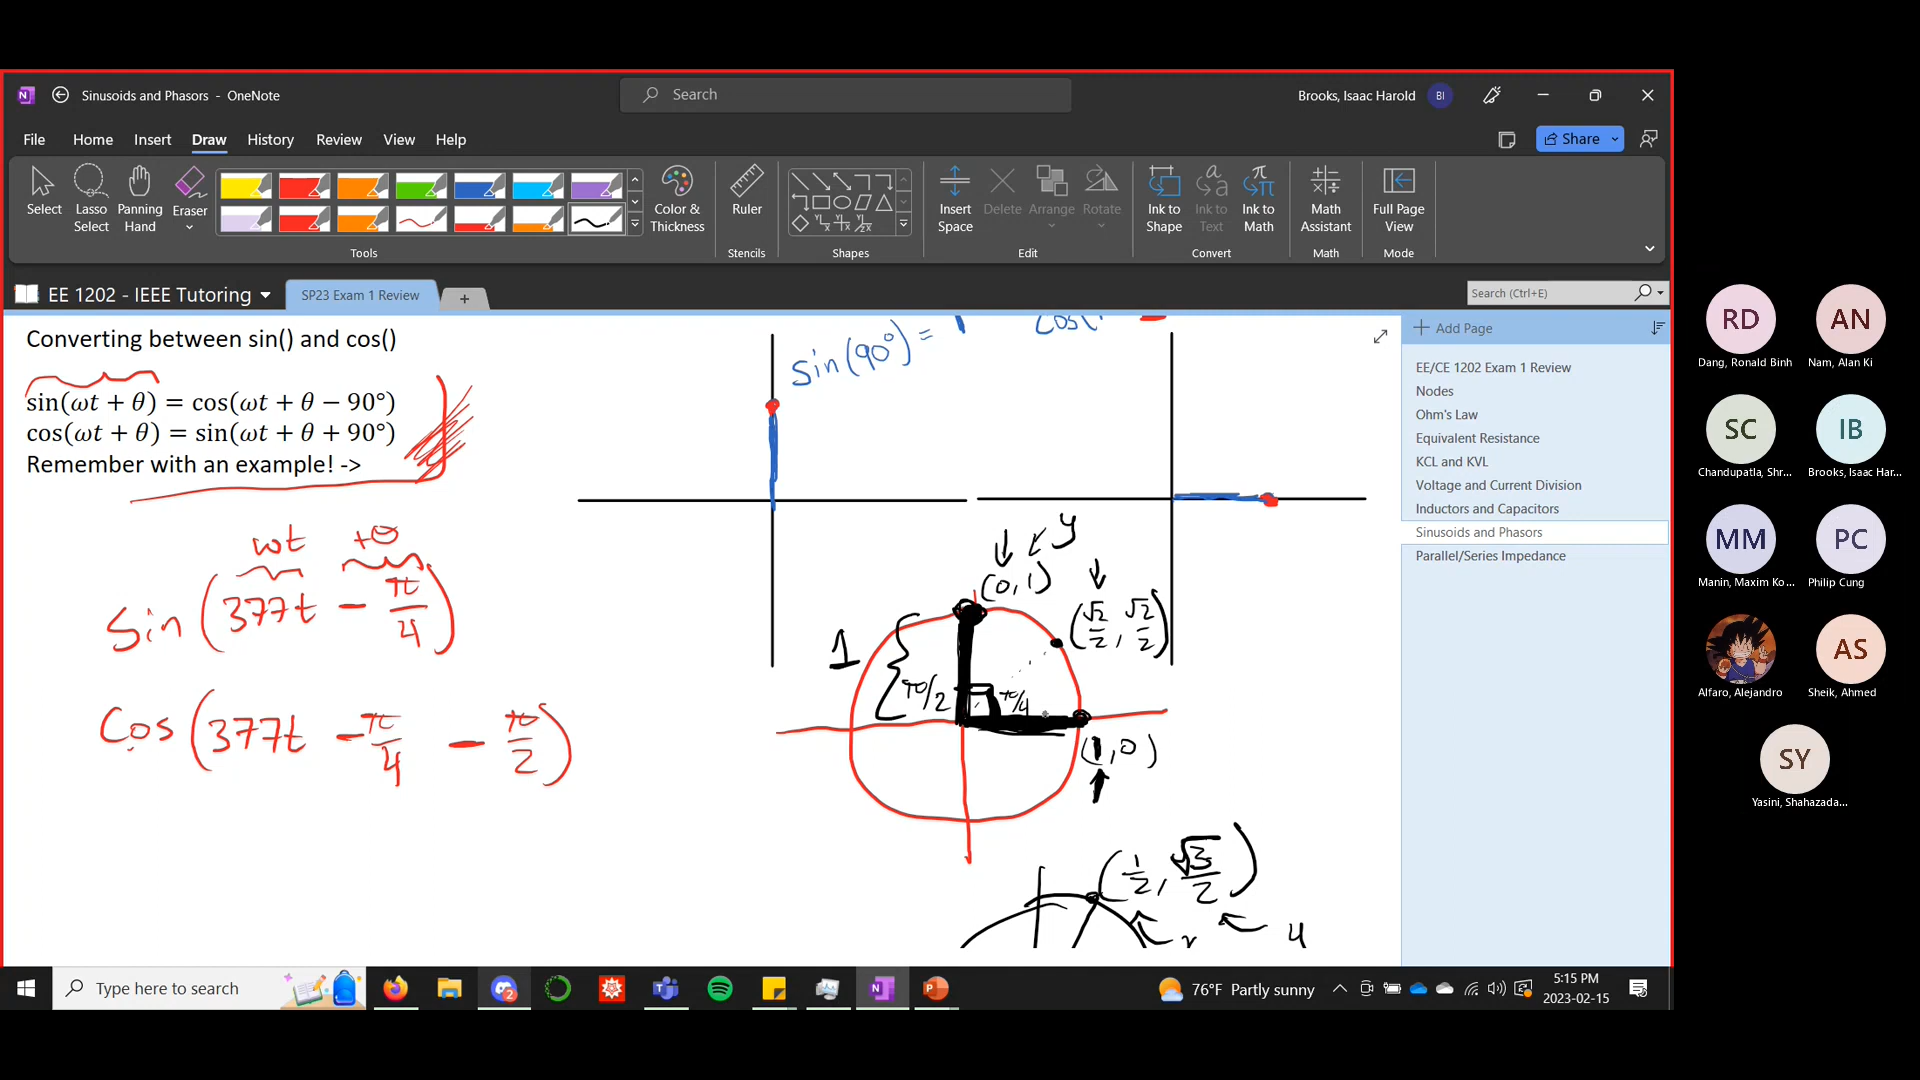 Sinusoids and Phasors - OneNote
Search
Brooks, Isaac Harold
BI
File Home Insert Draw History Review View Help
Share
Select
Lasso Select
Panning Hand
Eraser
Color & Thickness
Ruler
Insert Space
Delete
Arrange
Rotate
Ink to Shape
Ink to Text
Ink to Math
Math Assistant
Full Page View
Tools
Stencils
Shapes
Edit
Convert
Math
Mode
EE 1202 - IEEE Tutoring
SP23 Exam 1 Review
+
Search (Ctrl+E)
Add Page
EE/CE 1202 Exam 1 Review
Nodes
Ohm's Law
Equivalent Resistance
KCL and KVL
Voltage and Current Division
Inductors and Capacitors
Sinusoids and Phasors
Parallel/Series Impedance
Converting between sin() and cos()
sin(ωt + θ) = cos(ωt + θ − 90°)
cos(ωt + θ) = sin(ωt + θ + 90°)
Remember with an example! ->
ωt +θ
sin(377t − π/4)
cos(377t − π/4 − π/2)
sin(90°) =
cos(
y
(0,1)
(√2/2, √2/2)
1
π/2
π/4
(1,0)
(1/2, √3/2)
RD
Dang, Ronald Binh
AN
Nam, Alan Ki
SC
Chandupatla, Shr...
IB
Brooks, Isaac Har...
MM
Manin, Maxim Ko...
PC
Philip Cung
Alfaro, Alejandro
AS
Sheik, Ahmed
SY
Yasini, Shahazada...
Type here to search
2
76°F Partly sunny
5:15 PM
2023-02-15